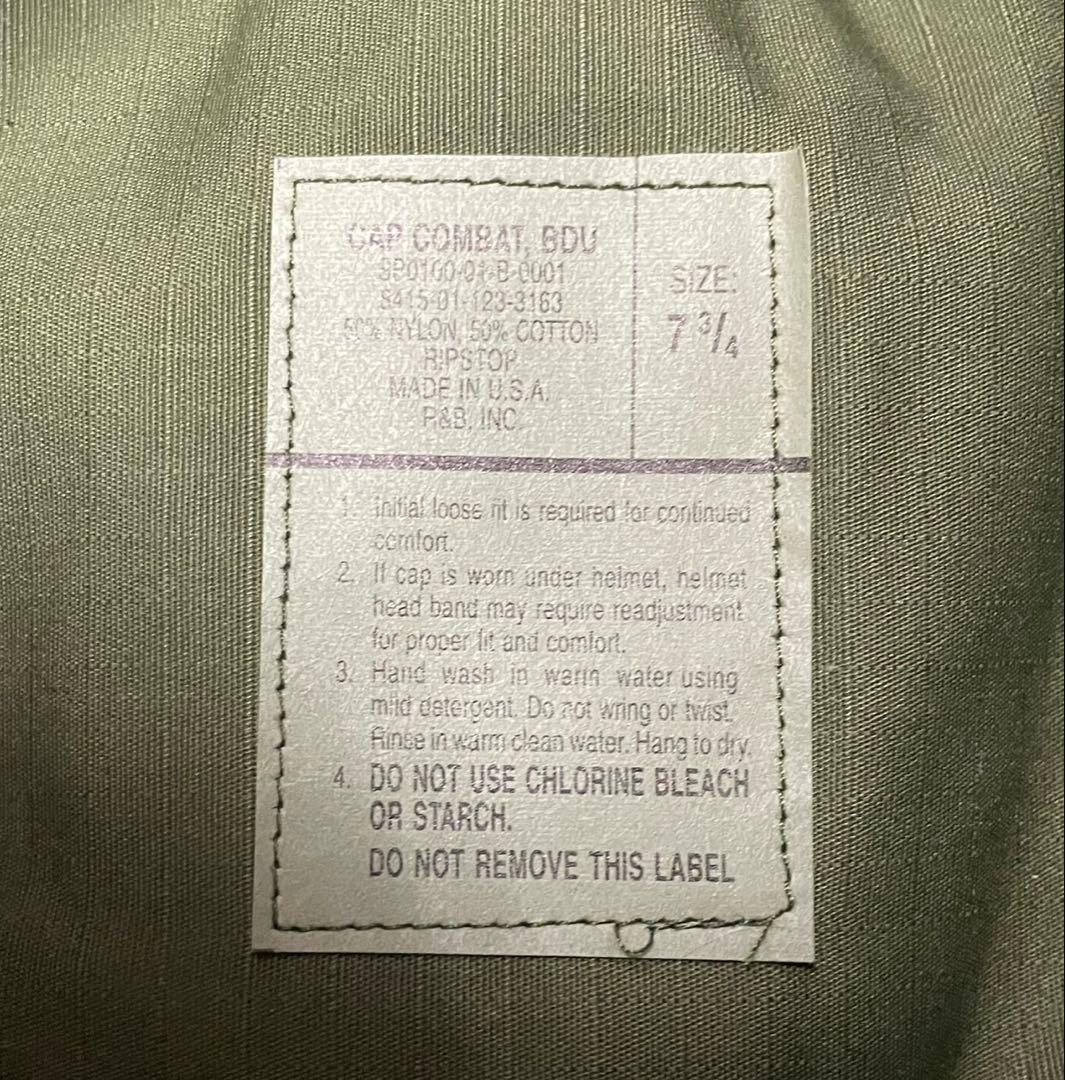 CAP COMBAT, BDU
SP0100-01-B-0001
8415-01-123-3163
50% NYLON, 50% COTTON
RIPSTOP
MADE IN U.S.A.
P&B, INC.
SIZE:
7 3/4
1. Initial loose fit is required for continued
comfort.
2. If cap is worn under helmet, helmet
head band may require readjustment
for proper fit and comfort.
3. Hand wash in warm water using
mild detergent. Do not wring or twist.
Rinse in warm clean water. Hang to dry.
4. DO NOT USE CHLORINE BLEACH
OR STARCH.
DO NOT REMOVE THIS LABEL